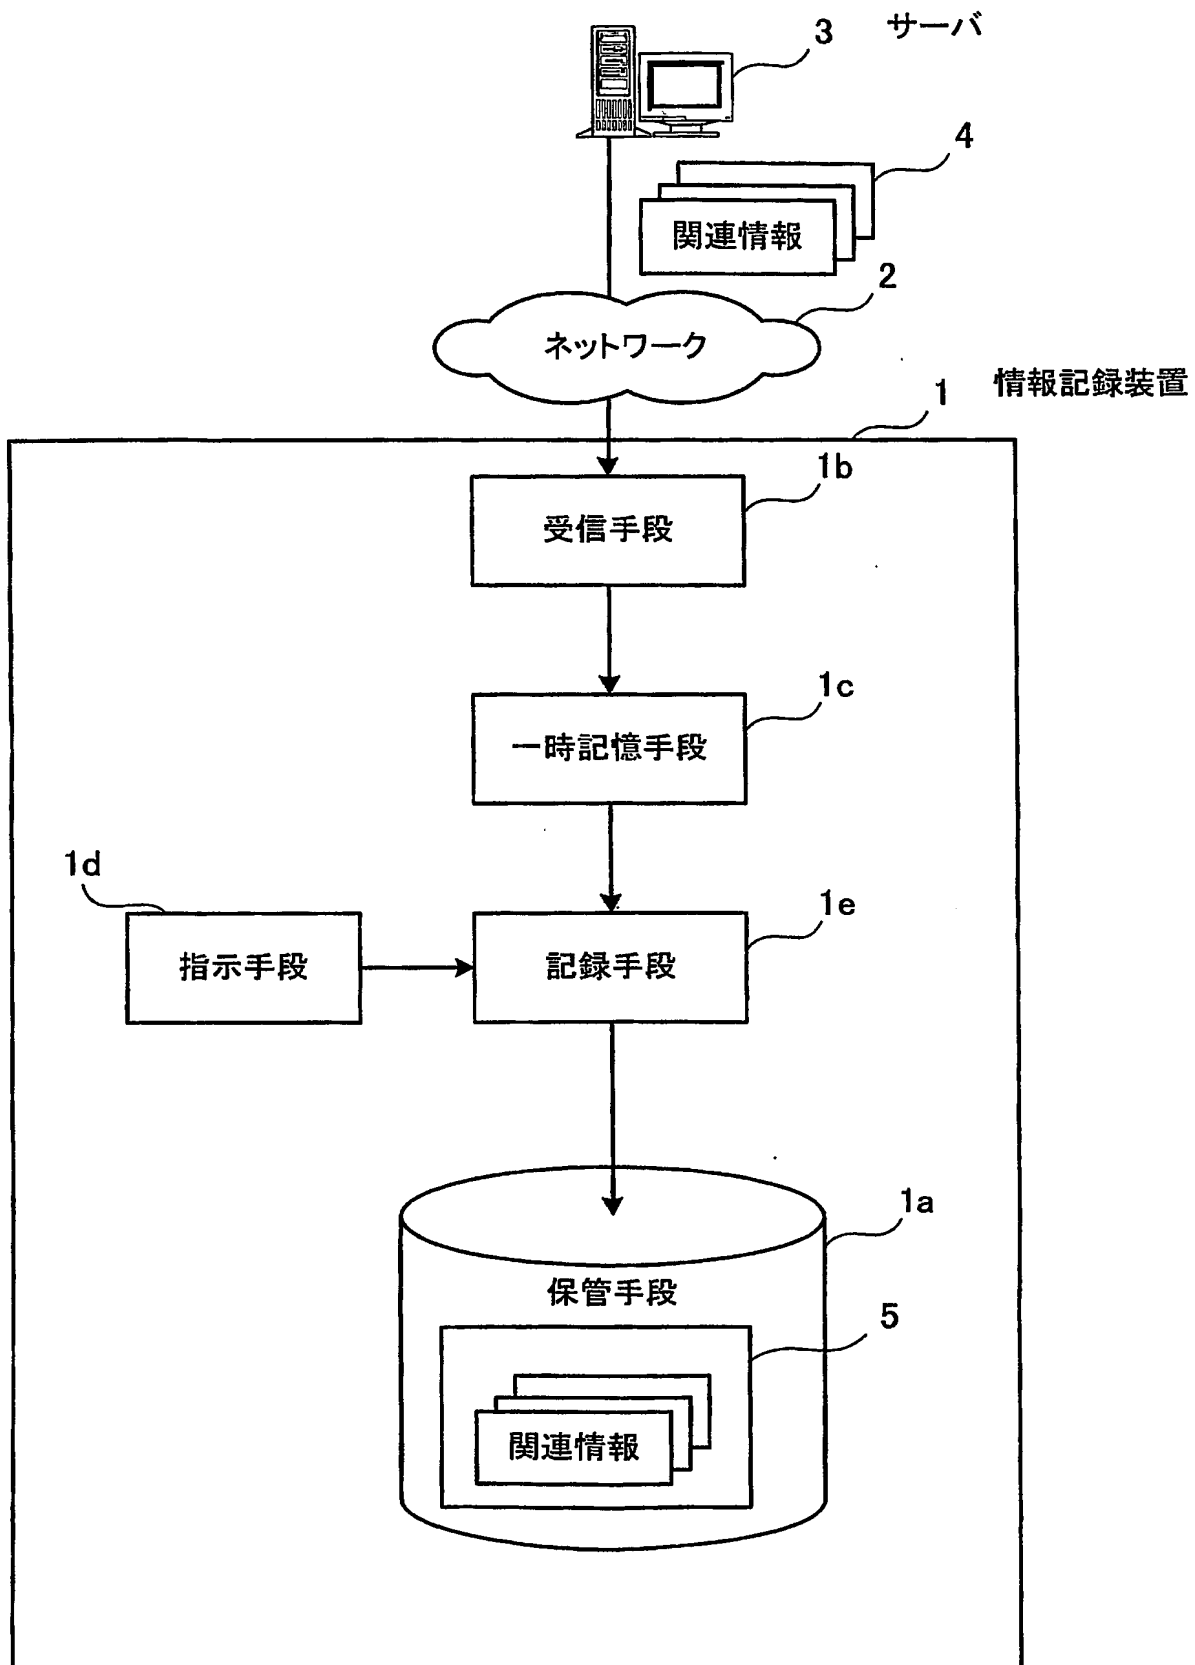 3 サーバ
4
関連情報
2
ネットワーク
情報記録装置
1
1b
受信手段
1c
一時記憶手段
1d
1e
指示手段
記録手段
1a
保管手段
5
関連情報